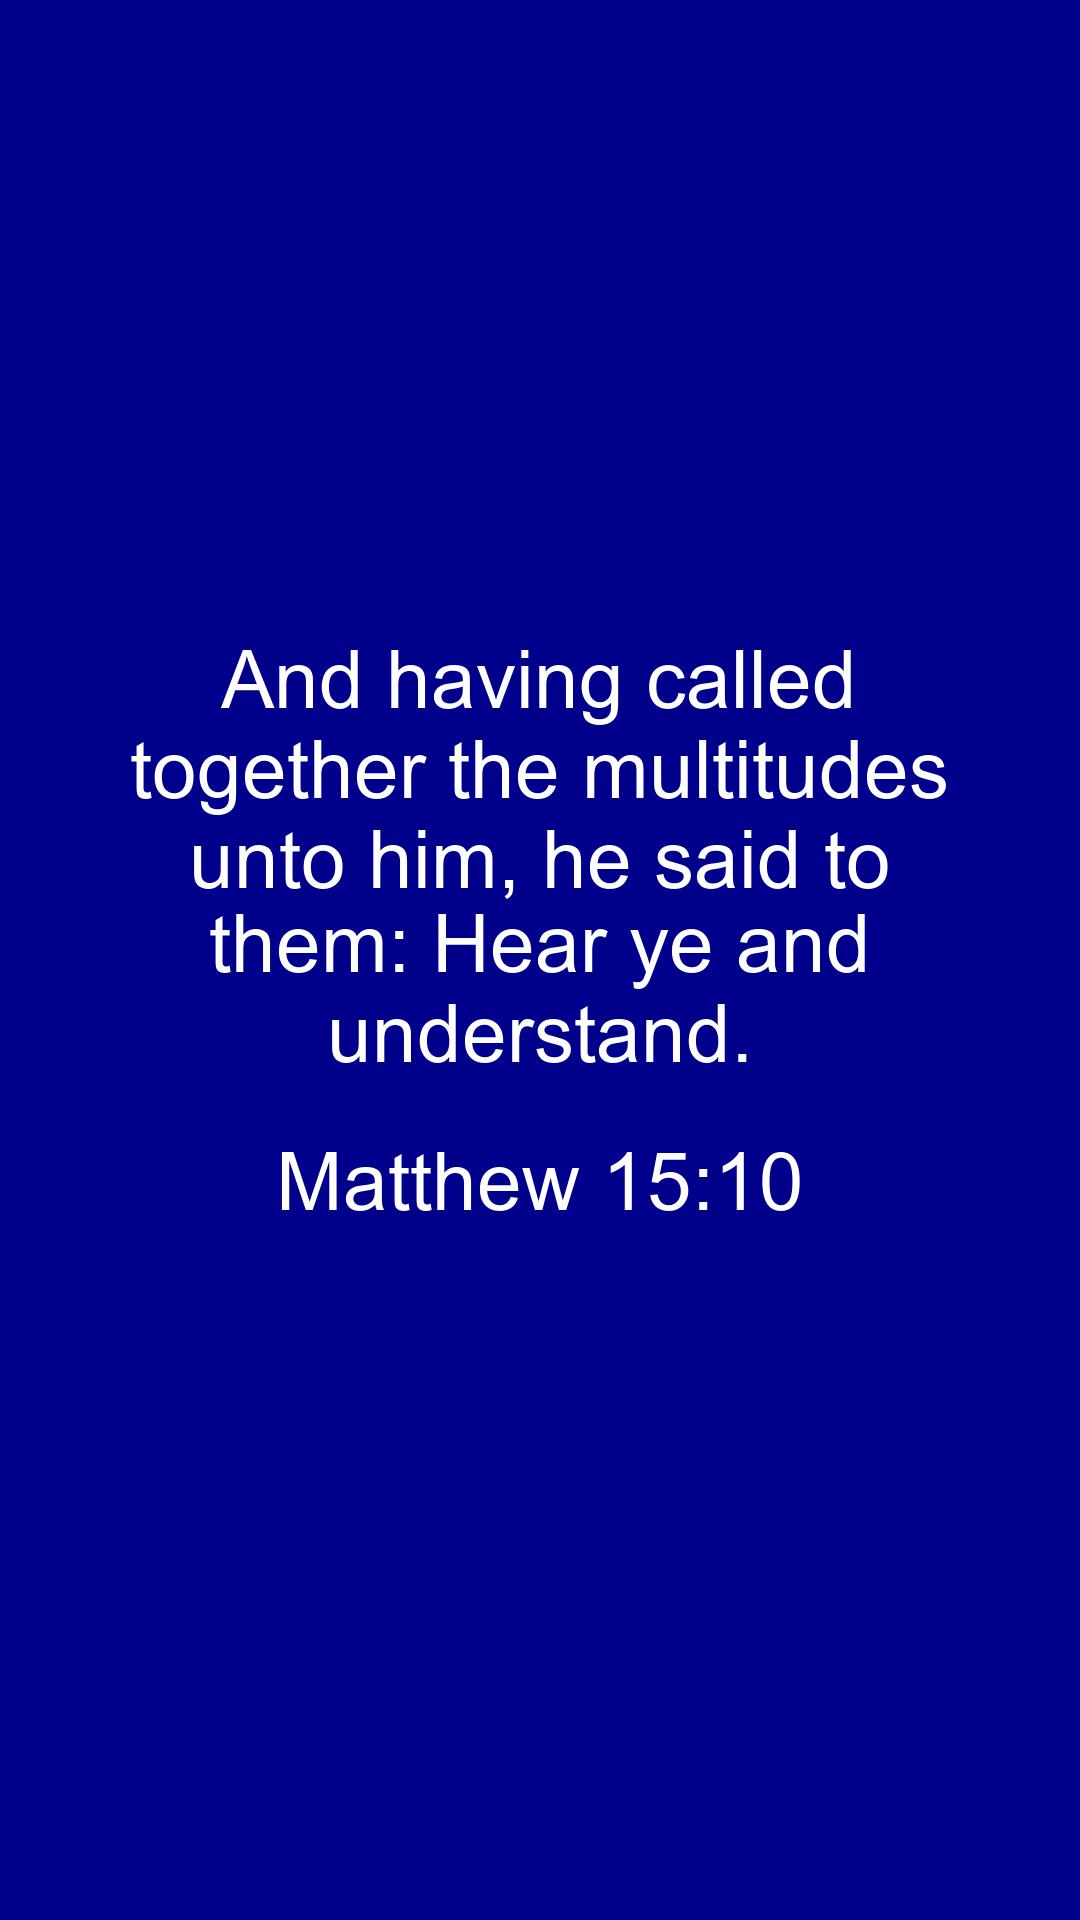 And having called
together the multitudes
unto him, he said to
them: Hear ye and
understand.
Matthew 15:10